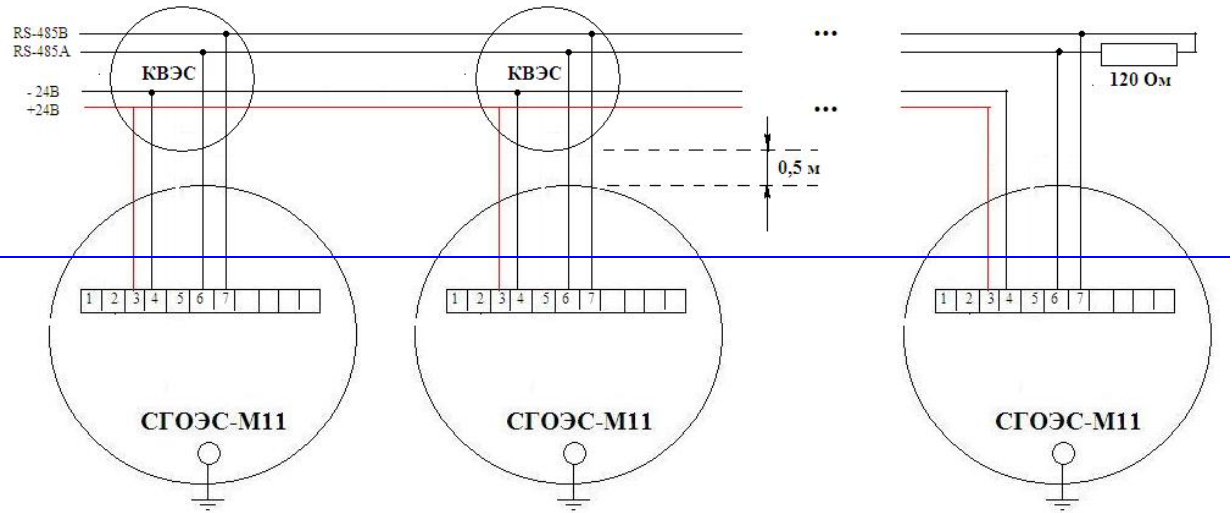 RS-485B
RS-485A
КВЭС
КВЭС
- 24В
+24В
...
...
120 Ом
0,5 м
1 2 3 4 5 6 7
1 2 3 4 5 6 7
1 2 3 4 5 6 7
СГОЭС-М11
СГОЭС-М11
СГОЭС-М11